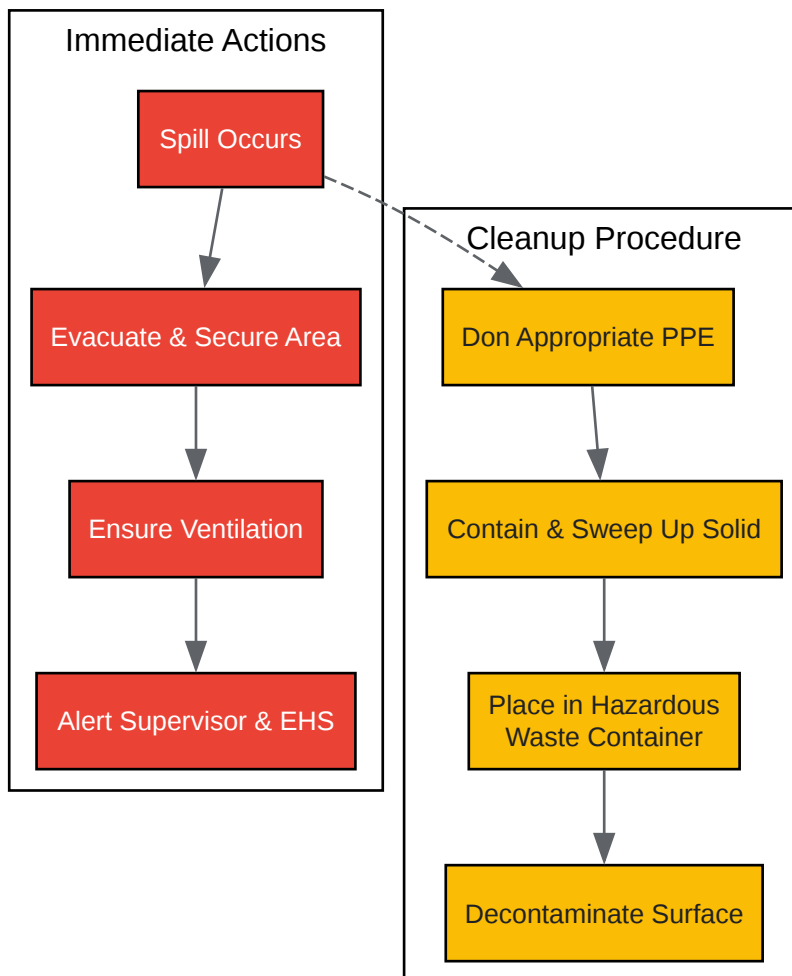 Immediate Actions
Spill Occurs
Evacuate & Secure Area
Ensure Ventilation
Alert Supervisor & EHS
Cleanup Procedure
Don Appropriate PPE
Contain & Sweep Up Solid
Place in Hazardous
Waste Container
Decontaminate Surface